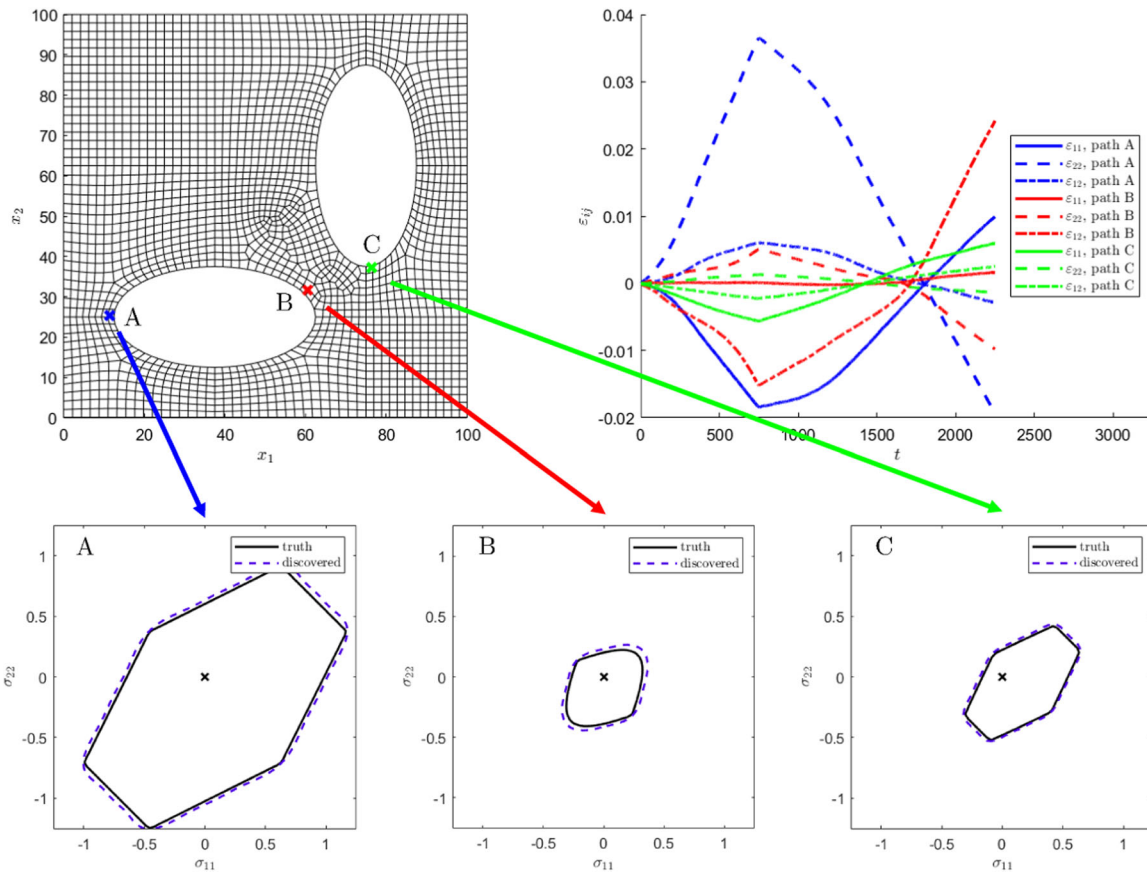 100
90
80
70
60
50
40
30
20
10
0
x₂
0 20 40 60 80 100
x₁
A
B
C
0.04
0.03
0.02
0.01
0
-0.01
-0.02
εᵢⱼ
0 500 1000 1500 2000 2500 3000
t
ε₁₁, path A
ε₂₂, path A
ε₁₂, path A
ε₁₁, path B
ε₂₂, path B
ε₁₂, path B
ε₁₁, path C
ε₂₂, path C
ε₁₂, path C
A
truth
discovered
1
0.5
0
-0.5
-1
σ₂₂
-1 -0.5 0 0.5 1
σ₁₁
B
truth
discovered
1
0.5
0
-0.5
-1
σ₂₂
-1 -0.5 0 0.5 1
σ₁₁
C
truth
discovered
1
0.5
0
-0.5
-1
σ₂₂
-1 -0.5 0 0.5 1
σ₁₁